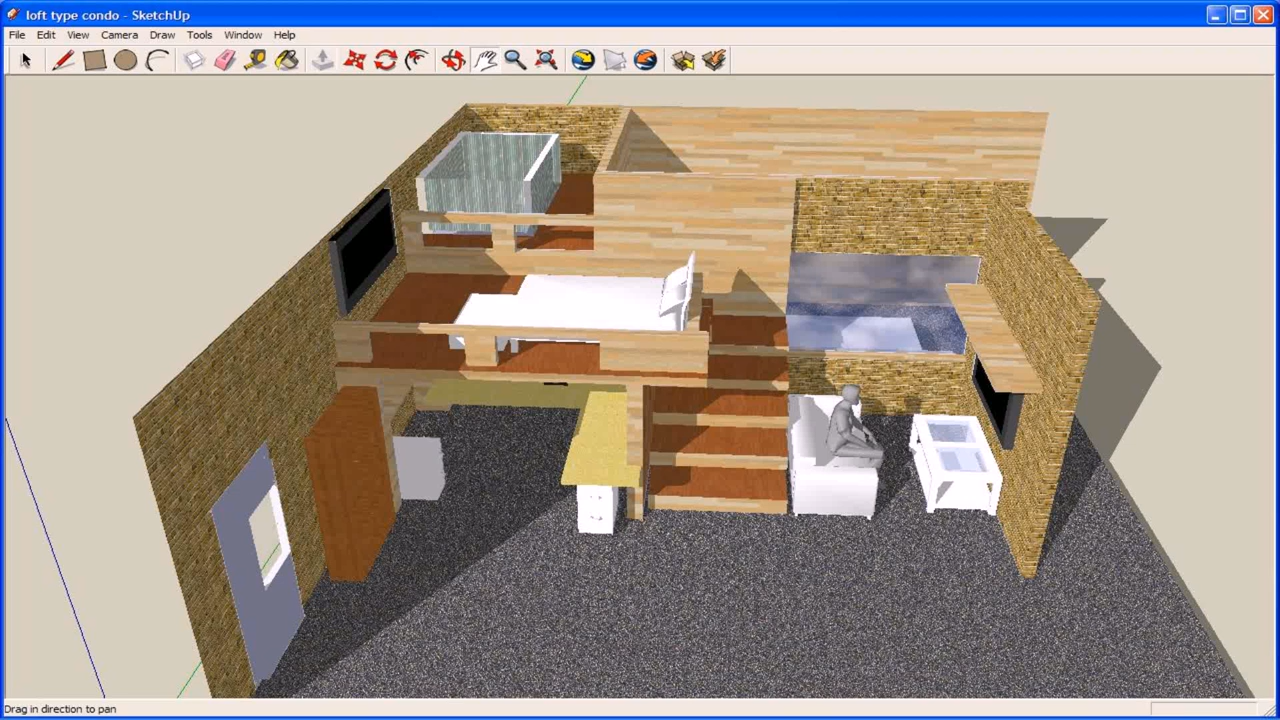 loft type condo - SketchUp
File Edit View Camera Draw Tools Window Help
Drag in direction to pan